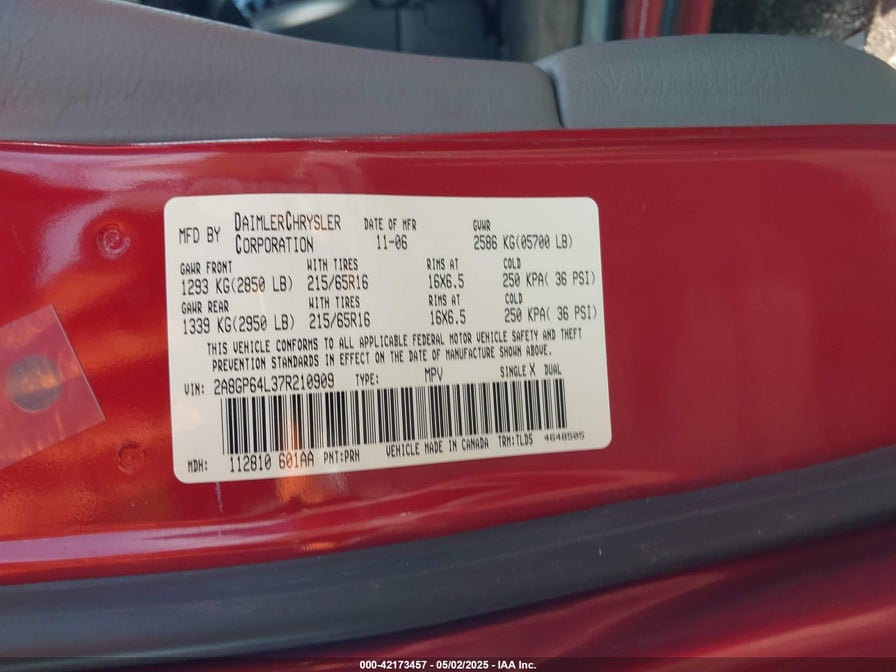 MFD BY DAIMLERCHRYSLER CORPORATION DATE OF MFR 11-06 GVWR 2586 KG(05700 LB)
GAWR FRONT WITH TIRES RIMS AT COLD
1293 KG(2850 LB) 215/65R16 16X6.5 250 KPA( 36 PSI)
GAWR REAR WITH TIRES RIMS AT COLD
1339 KG(2950 LB) 215/65R16 16X6.5 250 KPA( 36 PSI)
THIS VEHICLE CONFORMS TO ALL APPLICABLE FEDERAL MOTOR VEHICLE SAFETY AND THEFT
PREVENTION STANDARDS IN EFFECT ON THE DATE OF MANUFACTURE SHOWN ABOVE.
VIN: 2A8GP64L37R210909 TYPE: MPV SINGLE X DUAL
MDH: 112810 601AA PNT:PRH VEHICLE MADE IN CANADA TRM:TLD5 4648505
000-42173457 - 05/02/2025 - IAA Inc.